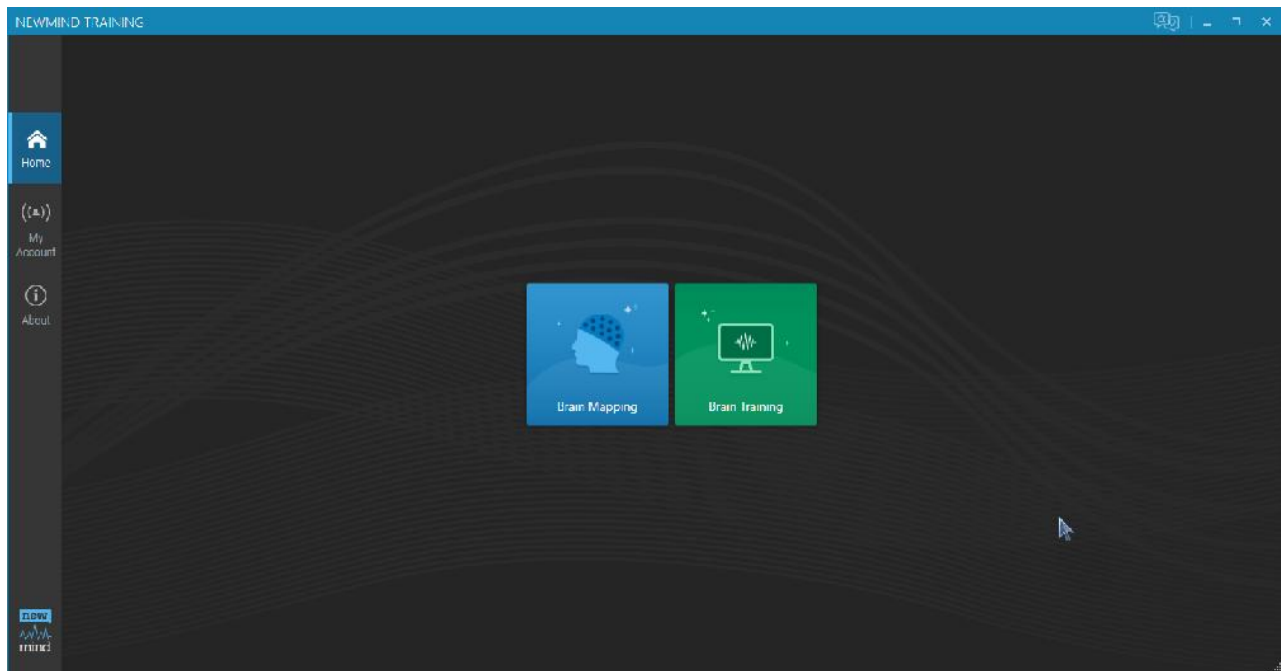 NEWMIND TRAINING
Home
My
Account
About
Brain Mapping
Brain Training
new
mind